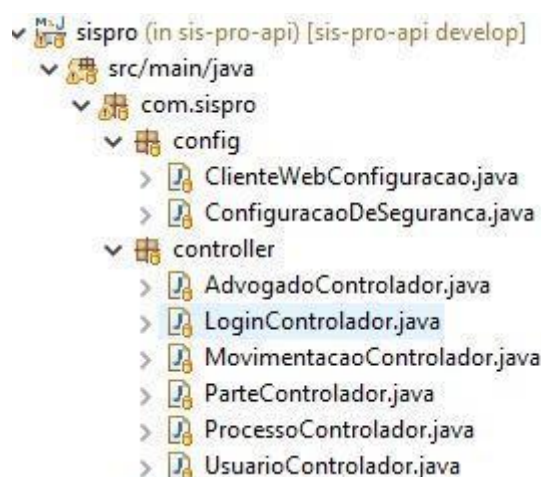 sispro (in sis-pro-api) [sis-pro-api develop]
src/main/java
com.sispro
config
ClienteWebConfiguracao.java
ConfiguracaoDeSeguranca.java
controller
AdvogadoControlador.java
LoginControlador.java
MovimentacaoControlador.java
ParteControlador.java
ProcessoControlador.java
UsuarioControlador.java